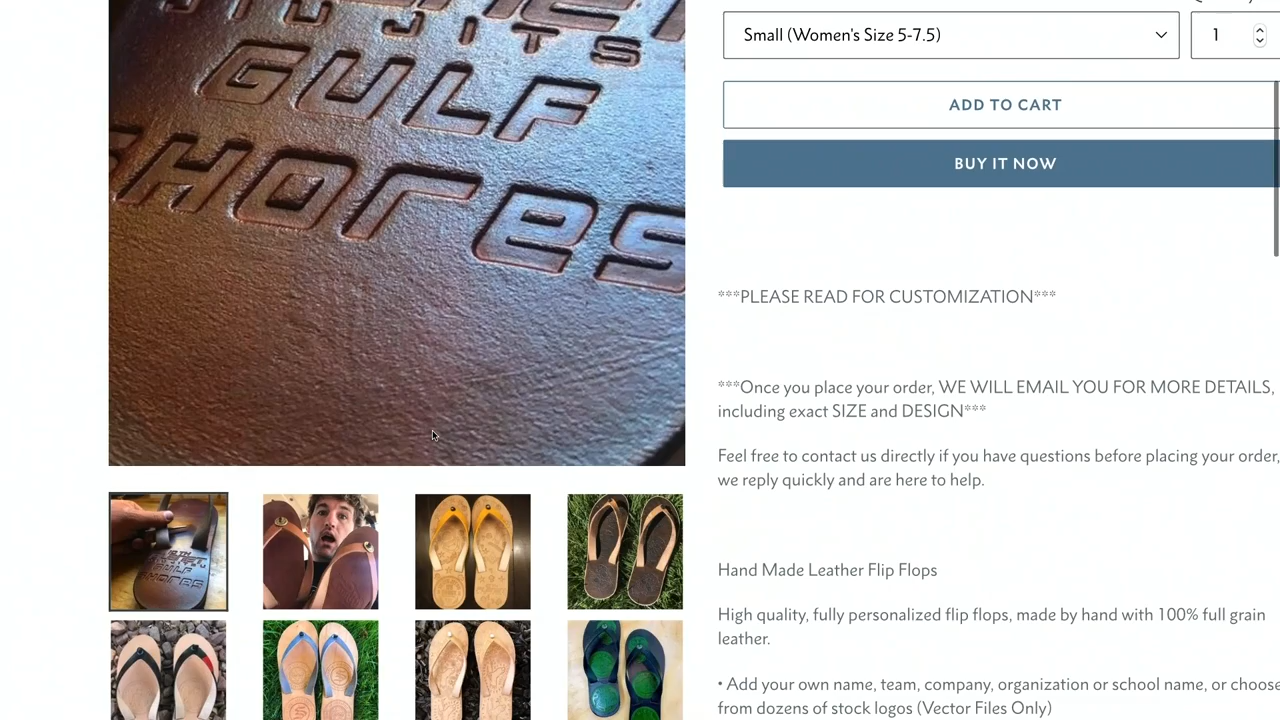 JIU JITS
GULF
SHores
Small (Women's Size 5-7.5)
1
ADD TO CART
BUY IT NOW
***PLEASE READ FOR CUSTOMIZATION***
***Once you place your order, WE WILL EMAIL YOU FOR MORE DETAILS,
including exact SIZE and DESIGN***
Feel free to contact us directly if you have questions before placing your order,
we reply quickly and are here to help.
Hand Made Leather Flip Flops
High quality, fully personalized flip flops, made by hand with 100% full grain
leather.
• Add your own name, team, company, organization or school name, or choose
from dozens of stock logos (Vector Files Only)